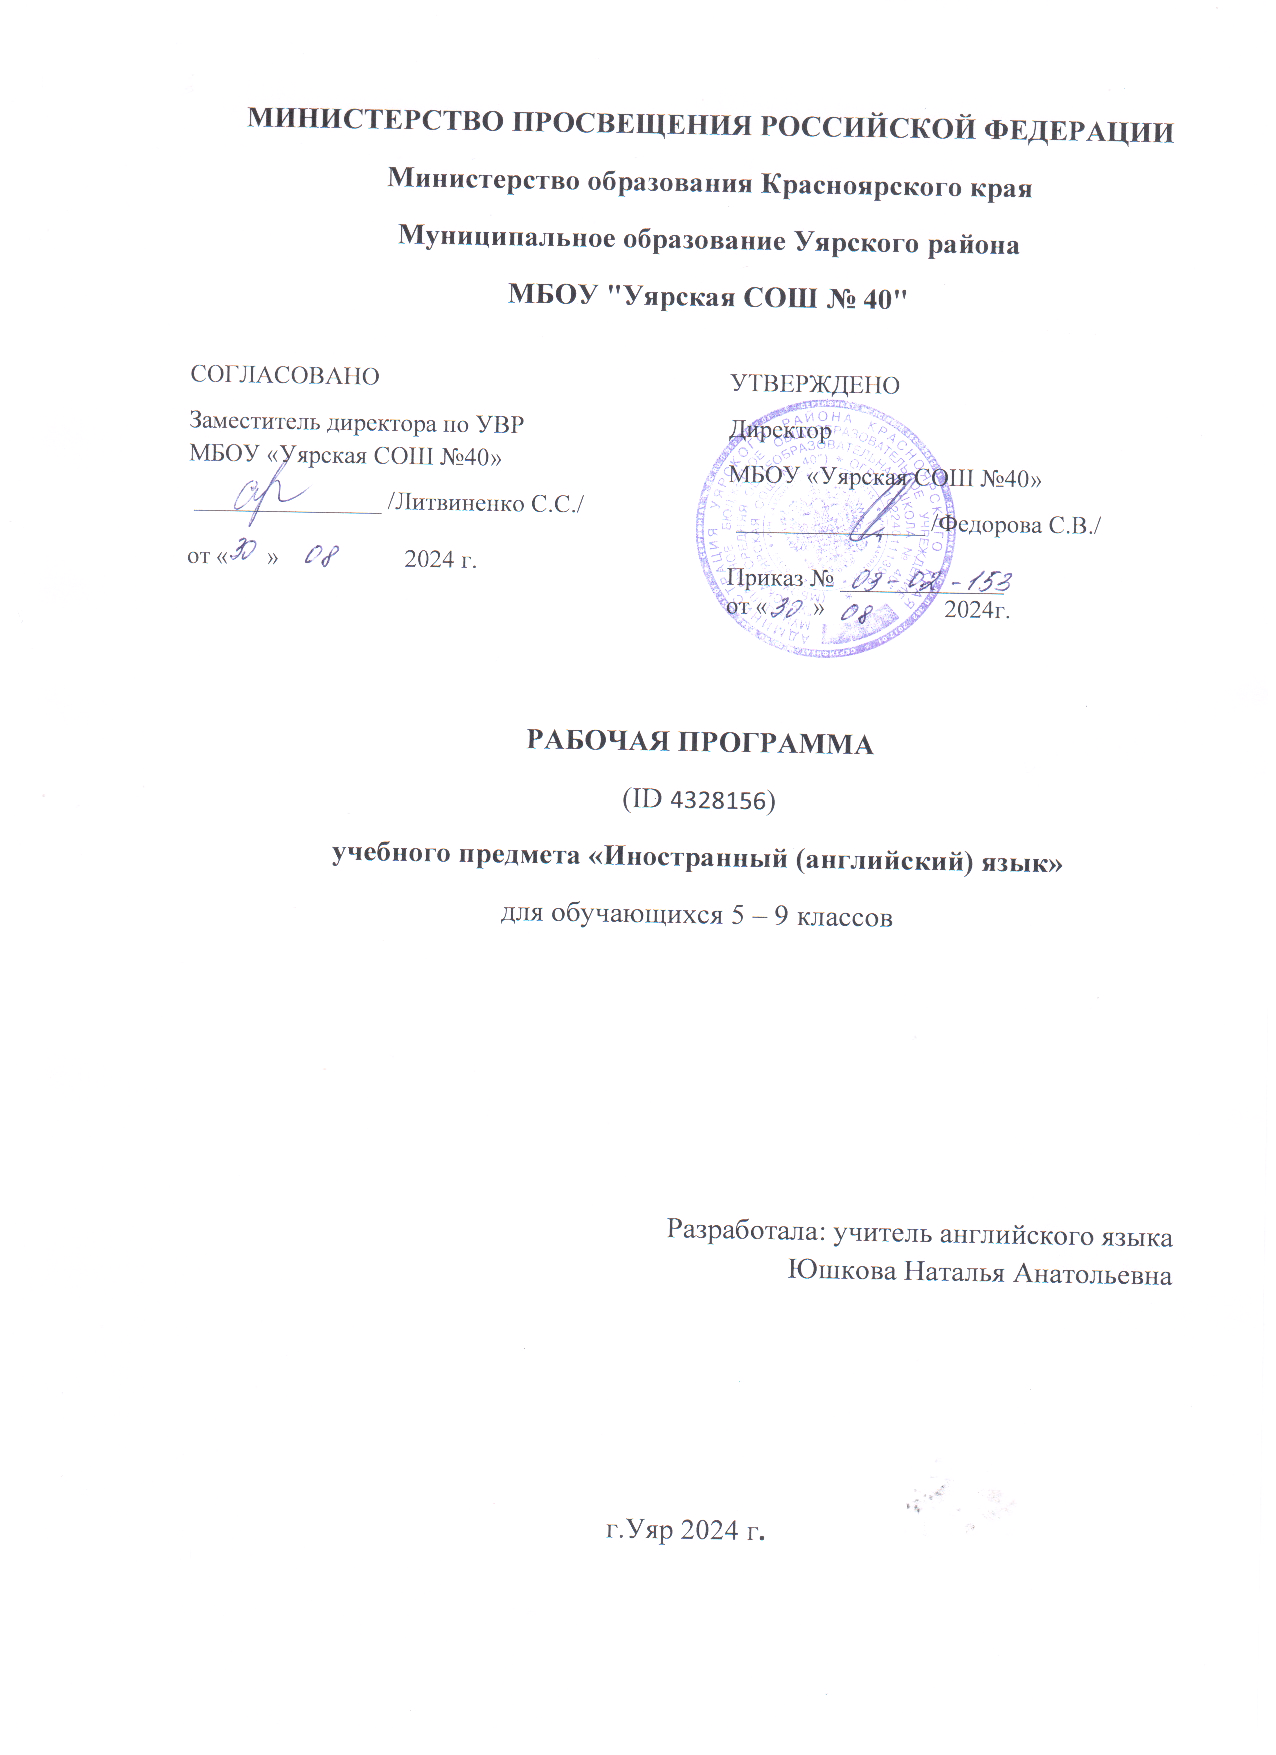 МИНИСТЕРСТВО ПРОСВЕЩЕНИЯ РОССИЙСКОЙ ФЕДЕРАЦИИ
Министерство образования Красноярского края
Муниципальное образование Уярского района
МБОУ "Уярская СОШ № 40"
СОГЛАСОВАНО
Заместитель директора по УВР
МБОУ «Уярская СОШ №40»
/Литвиненко С.С./
от «30» 08 2024 г.
УТВЕРЖДЕНО
Директор
МБОУ «Уярская СОШ №40»
/Федорова С.В./
Приказ № 03-02-153
от «30» 08 2024г.
РАБОЧАЯ ПРОГРАММА
(ID 4328156)
учебного предмета «Иностранный (английский) язык»
для обучающихся 5 – 9 классов
Разработала: учитель английского языка
Юшкова Наталья Анатольевна
г.Уяр 2024 г.